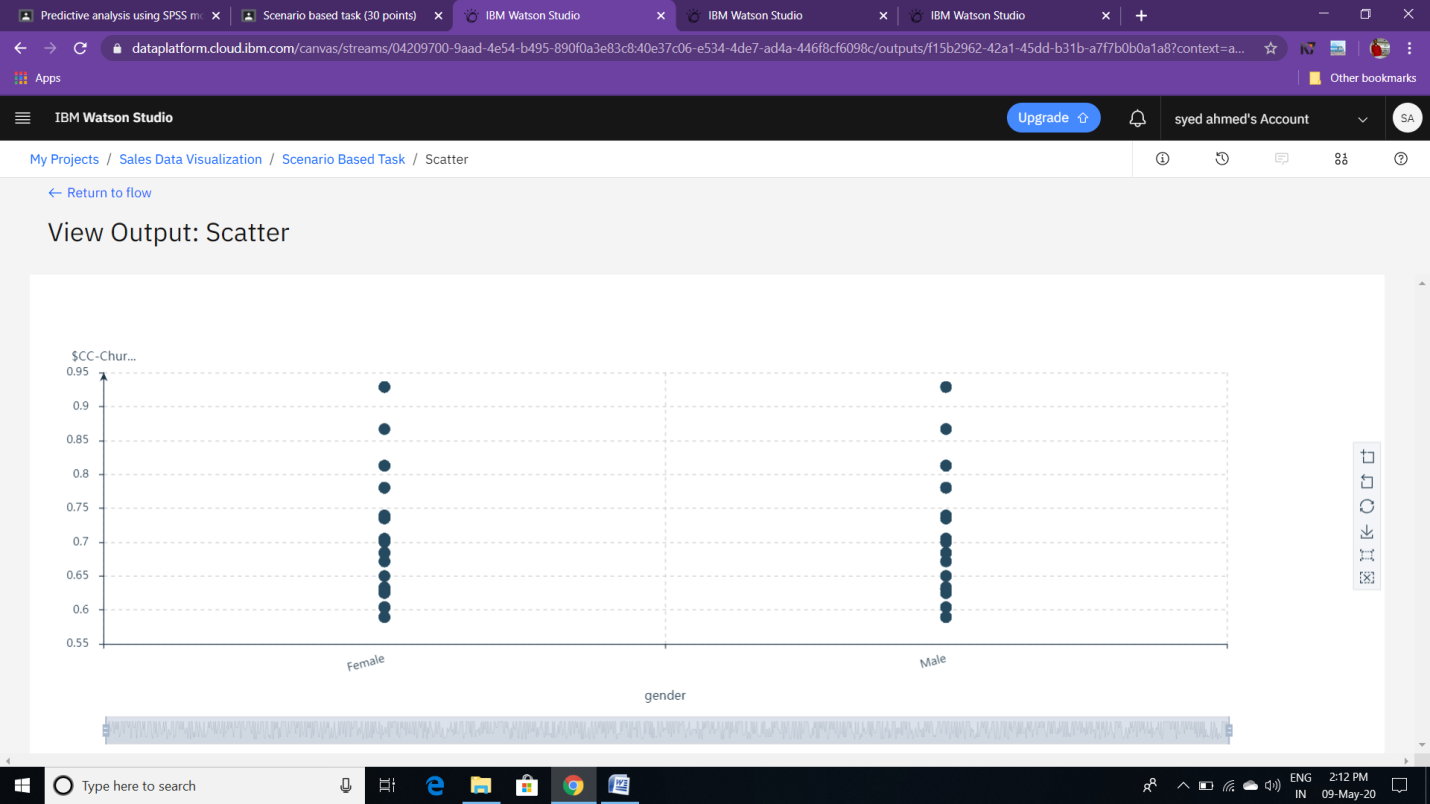 Predictive analysis using SPSS mc
Scenario based task (30 points)
IBM Watson Studio
IBM Watson Studio
IBM Watson Studio
dataplatform.cloud.ibm.com/canvas/streams/04209700-9aad-4e54-b495-890f0a3e83c8:40e37c06-e534-4de7-ad4a-446f8cf6098c/outputs/f15b2962-42a1-45dd-b31b-a7f7b0b0a1a8?context=a...
Apps
Other bookmarks
IBM Watson Studio
Upgrade
syed ahmed's Account
SA
My Projects / Sales Data Visualization / Scenario Based Task / Scatter
← Return to flow
View Output: Scatter
$CC-Chur...
0.95
0.9
0.85
0.8
0.75
0.7
0.65
0.6
0.55
Female
Male
gender
Type here to search
ENG
IN
2:12 PM
09-May-20